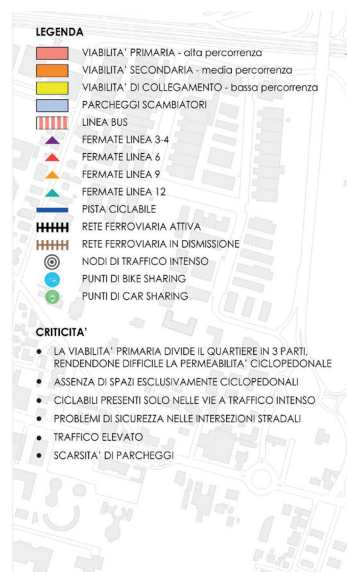 LEGENDA
VIABILITA' PRIMARIA - alta percorrenza
VIABILITA' SECONDARIA - media percorrenza
VIABILITA' DI COLLEGAMENTO - bassa percorrenza
PARCHEGGI SCAMBIATORI
LINEA BUS
FERMATE LINEA 3-4
FERMATE LINEA 6
FERMATE LINEA 9
FERMATE LINEA 12
PISTA CICLABILE
RETE FERROVIARIA ATTIVA
RETE FERROVIARIA IN DISMISSIONE
NODI DI TRAFFICO INTENSO
PUNTI DI BIKE SHARING
PUNTI DI CAR SHARING
CRITICITA'
• LA VIABILITA' PRIMARIA DIVIDE IL QUARTIERE IN 3 PARTI,
RENDENDONE DIFFICILE LA PERMEABILITA' CICLOPEDONALE
• ASSENZA DI SPAZI ESCLUSIVAMENTE CICLOPEDONALI
• CICLABILI PRESENTI SOLO NELLE VIE A TRAFFICO INTENSO
• PROBLEMI DI SICUREZZA NELLE INTERSEZIONI STRADALI
• TRAFFICO ELEVATO
• SCARSITA' DI PARCHEGGI